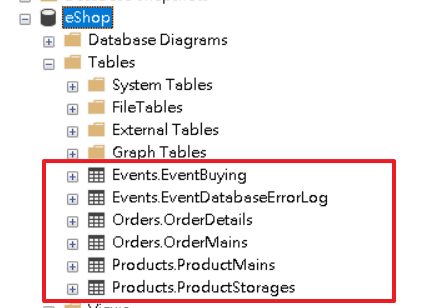 eShop
Database Diagrams
Tables
System Tables
FileTables
External Tables
Graph Tables
Events.EventBuying
Events.EventDatabaseErrorLog
Orders.OrderDetails
Orders.OrderMains
Products.ProductMains
Products.ProductStorages